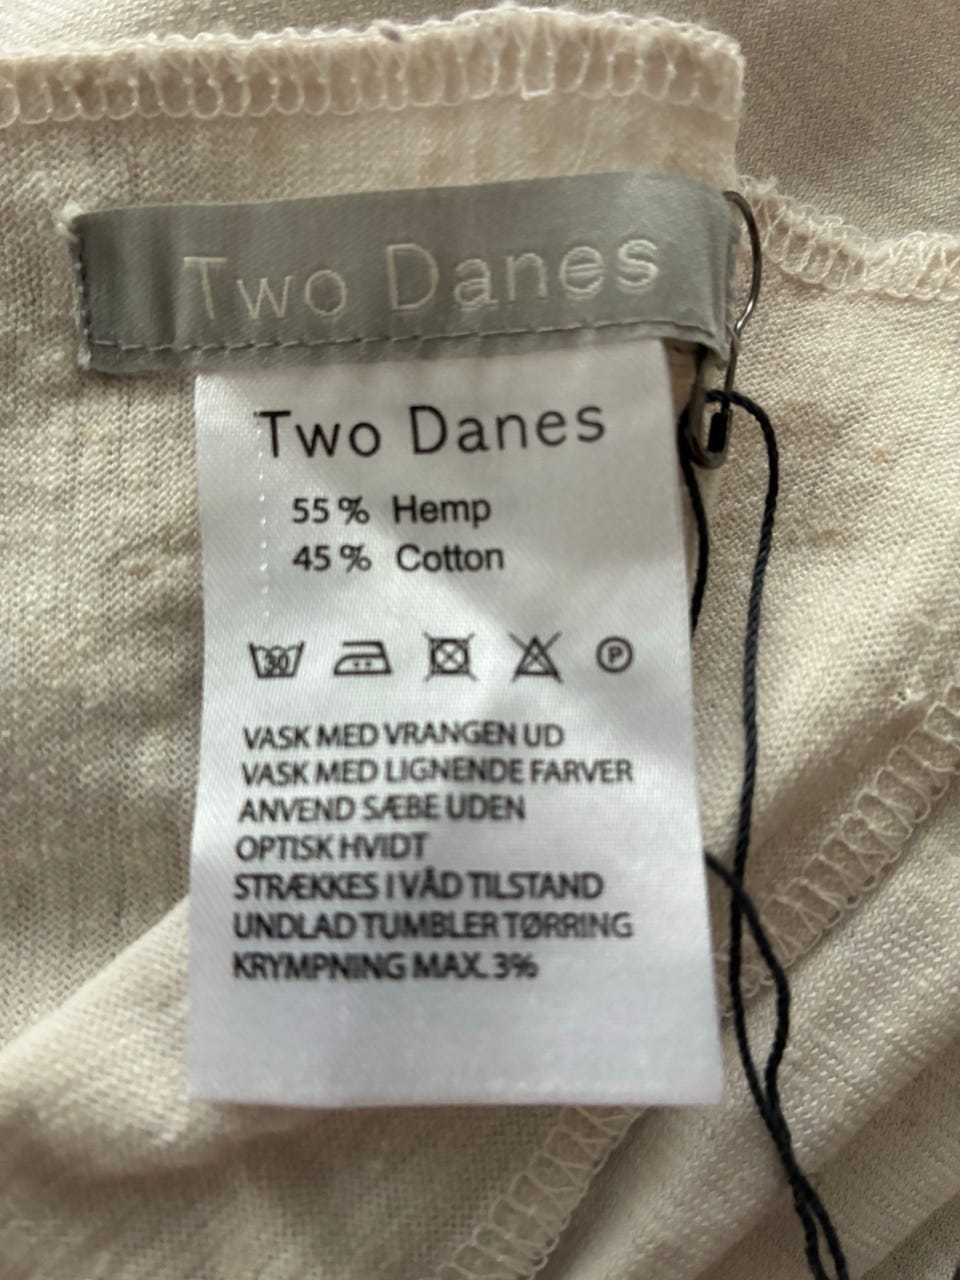 Two Danes
Two Danes
55 % Hemp
45 % Cotton
30 P
VASK MED VRANGEN UD
VASK MED LIGNENDE FARVER
ANVEND SÆBE UDEN
OPTISK HVIDT
STRÆKKES I VÅD TILSTAND
UNDLAD TUMBLER TØRRING
KRYMPNING MAX. 3%